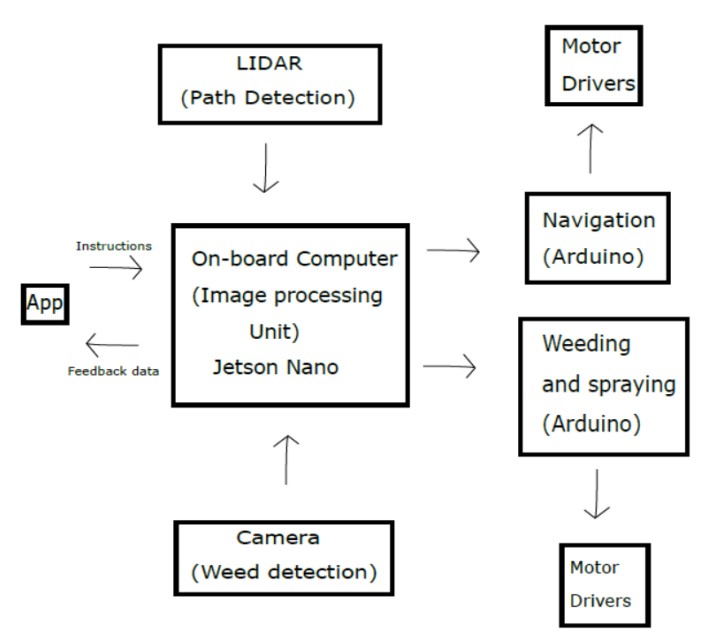 LIDAR
(Path Detection)
Motor
Drivers
Instructions
App
Feedback data
On-board Computer
(Image processing
Unit)
Jetson Nano
Navigation
(Arduino)
Weeding
and spraying
(Arduino)
Camera
(Weed detection)
Motor
Drivers